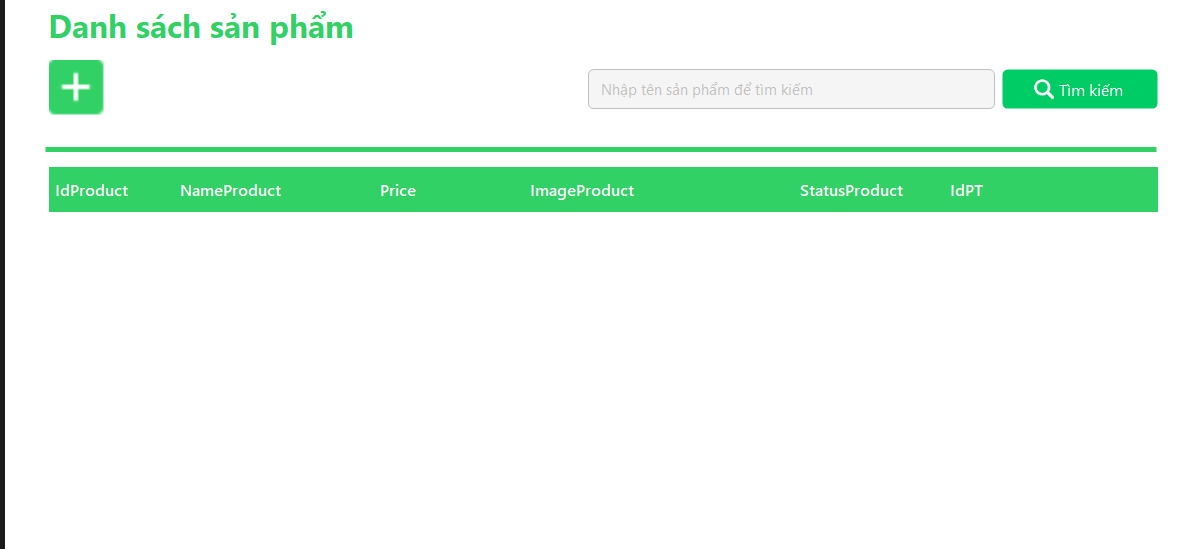 Danh sách sản phẩm
Nhập tên sản phẩm để tìm kiếm
Tìm kiếm
IdProduct NameProduct Price ImageProduct StatusProduct IdPT